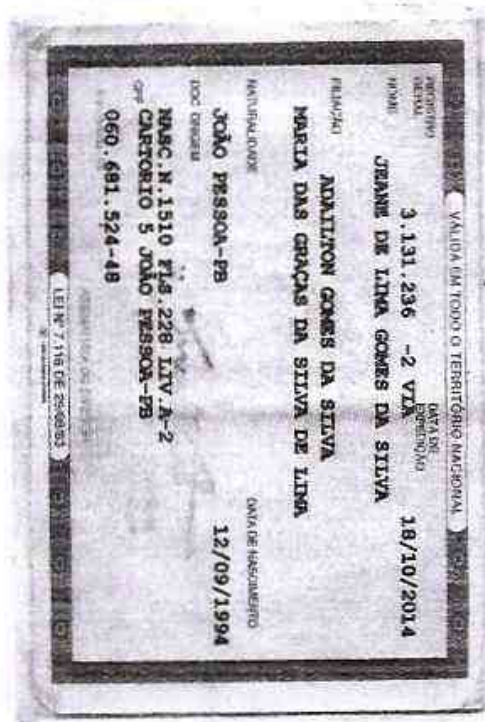 VÁLIDA EM TODO O TERRITÓRIO NACIONAL
REGISTRO GERAL 3.131.236 -2 VIA DATA DE EXPEDIÇÃO 18/10/2014
NOME JEANE DE LIMA GOMES DA SILVA
FILIAÇÃO ADAILTON GOMES DA SILVA
MARIA DAS GRAÇAS DA SILVA DE LIMA
NATURALIDADE DATA DE NASCIMENTO
JOÃO PESSOA-PB 12/09/1994
DOC ORIGEM NASC.N.1510 FLS.228 LIV.A-2
CARTORIO 5 JOÃO PESSOA-PB
CPF 060.681.524-48
LEI Nº 7.116 DE 29/08/83